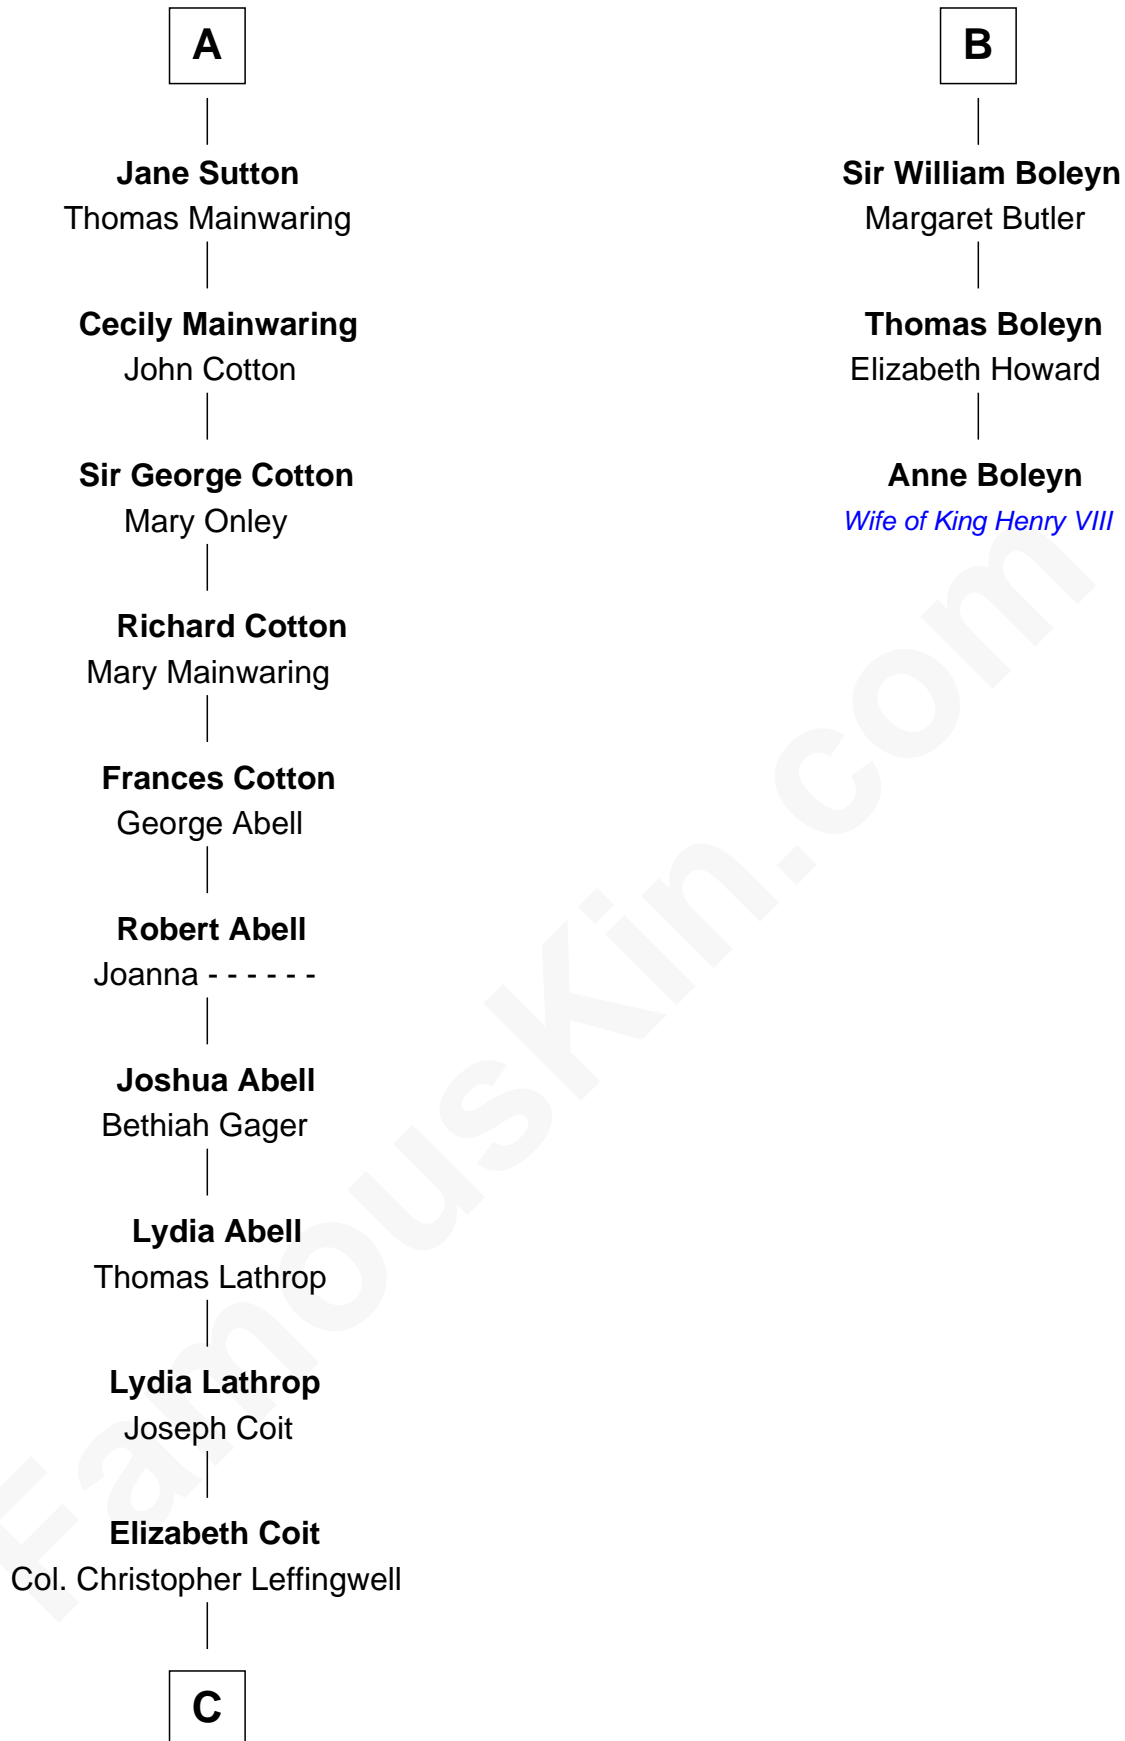 A
Jane Sutton
Thomas Mainwaring
Cecily Mainwaring
John Cotton
Sir George Cotton
Mary Onley
Richard Cotton
Mary Mainwaring
Frances Cotton
George Abell
Robert Abell
Joanna - - - - - -
Joshua Abell
Bethiah Gager
Lydia Abell
Thomas Lathrop
Lydia Lathrop
Joseph Coit
Elizabeth Coit
Col. Christopher Leffingwell
C
B
Sir William Boleyn
Margaret Butler
Thomas Boleyn
Elizabeth Howard
Anne Boleyn
Wife of King Henry VIII
FamousKin.com